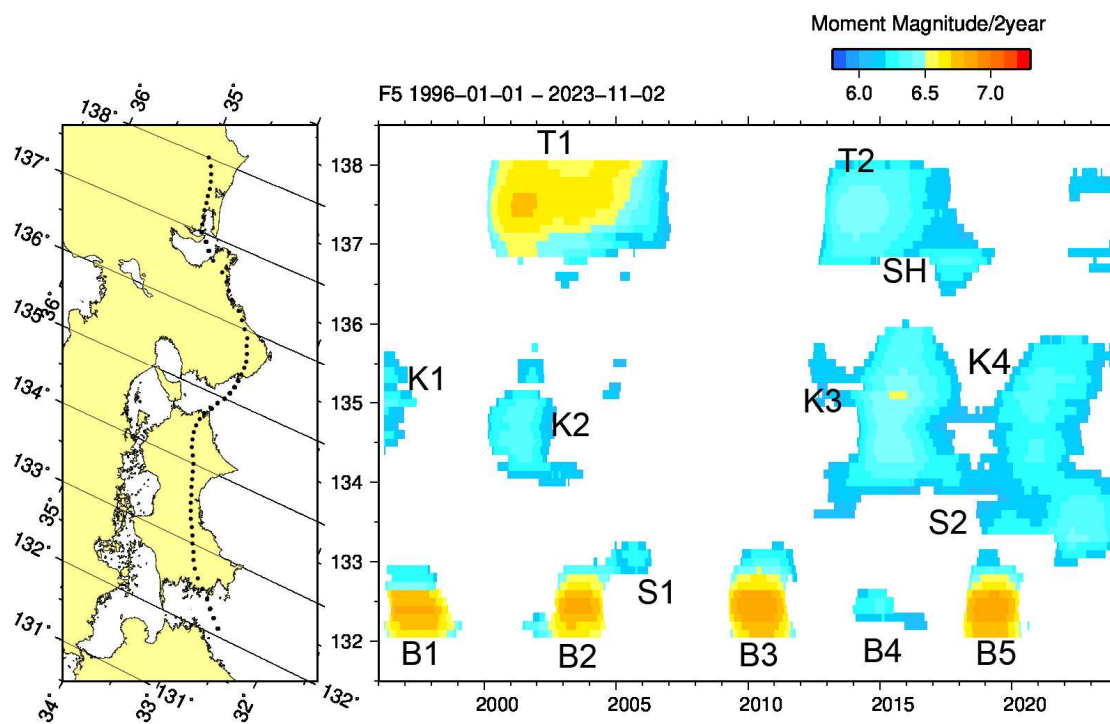 Moment Magnitude/2year
6.0 6.5 7.0
F5 1996-01-01 - 2023-11-02
36° 35°
138°
137°
136°
36°
135°
134°
133°
35°
132°
131°
34° 33° 131° 32° 132°
138
137
136
135
134
133
132
T1 T2
SH
K1 K2 K3 K4
S1 S2
B1 B2 B3 B4 B5
2000 2005 2010 2015 2020